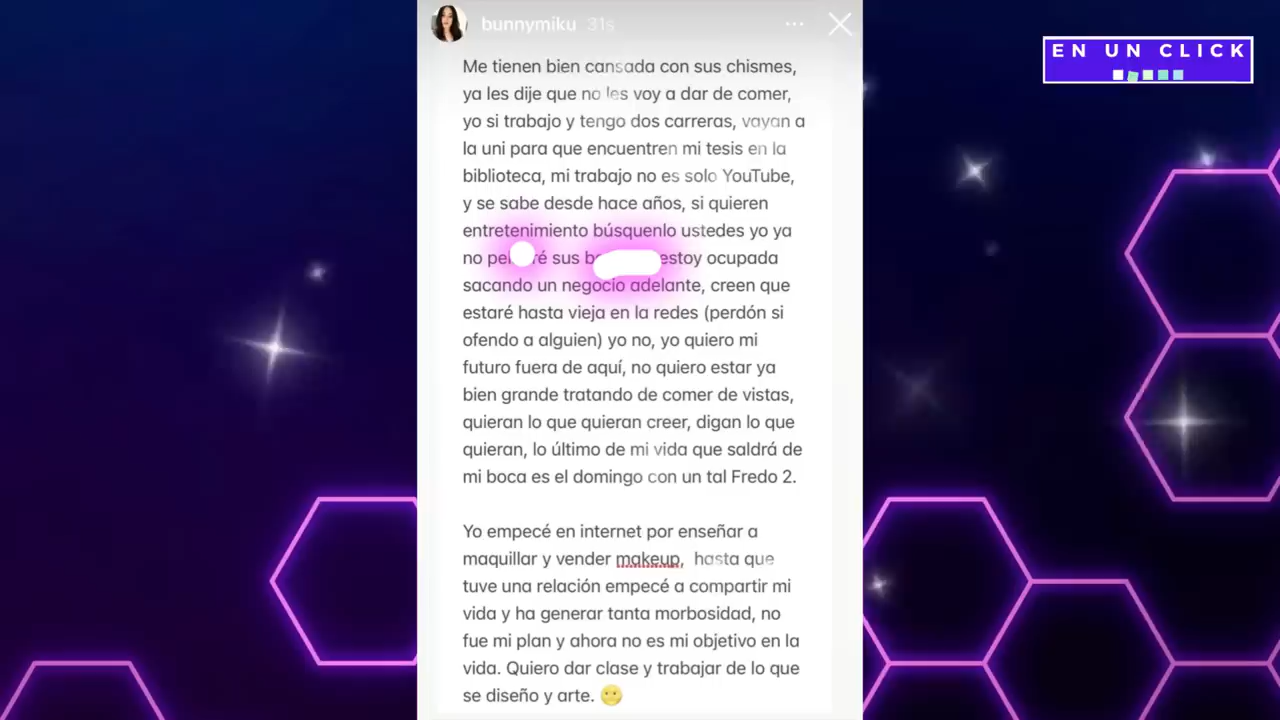 bunnymiku 31s
EN UN CLICK
Me tienen bien cansada con sus chismes,
ya les dije que no les voy a dar de comer,
yo si trabajo y tengo dos carreras, vayan a
la uni para que encuentren mi tesis en la
biblioteca, mi trabajo no es solo YouTube,
y se sabe desde hace años, si quieren
entretenimiento búsquenlo ustedes yo ya
no sus estoy ocupada
sacando un negocio adelante, creen que
estaré hasta vieja en la redes (perdón si
ofendo a alguien) yo no, yo quiero mi
futuro fuera de aquí, no quiero estar ya
bien grande tratando de comer de vistas,
quieran lo que quieran creer, digan lo que
quieran, lo último de mi vida que saldrá de
mi boca es el domingo con un tal Fredo 2.
Yo empecé en internet por enseñar a
maquillar y vender makeup, hasta que
tuve una relación empecé a compartir mi
vida y ha generar tanta morbosidad, no
fue mi plan y ahora no es mi objetivo en la
vida. Quiero dar clase y trabajar de lo que
se diseño y arte. 😬